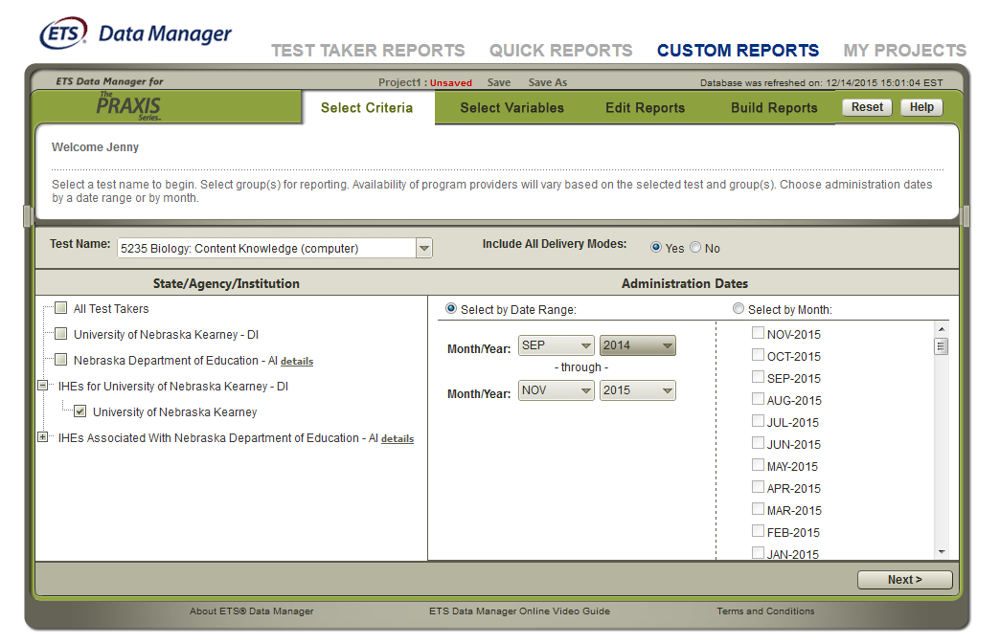 ETS® Data Manager
TEST TAKER REPORTS QUICK REPORTS CUSTOM REPORTS MY PROJECTS
ETS Data Manager for
The PRAXIS Series™
Project1 : Unsaved Save Save As
Database was refreshed on: 12/14/2015 15:01:04 EST
Select Criteria Select Variables Edit Reports Build Reports Reset Help
Welcome Jenny
Select a test name to begin. Select group(s) for reporting. Availability of program providers will vary based on the selected test and group(s). Choose administration dates
by a date range or by month.
Test Name: 5235 Biology: Content Knowledge (computer) Include All Delivery Modes: Yes No
State/Agency/Institution
All Test Takers
University of Nebraska Kearney - DI
Nebraska Department of Education - AI details
IHEs for University of Nebraska Kearney - DI
University of Nebraska Kearney
IHEs Associated With Nebraska Department of Education - AI details
Administration Dates
Select by Date Range:
Month/Year: SEP 2014
- through -
Month/Year: NOV 2015
Select by Month:
NOV-2015
OCT-2015
SEP-2015
AUG-2015
JUL-2015
JUN-2015
MAY-2015
APR-2015
MAR-2015
FEB-2015
JAN-2015
Next >
About ETS® Data Manager ETS Data Manager Online Video Guide Terms and Conditions